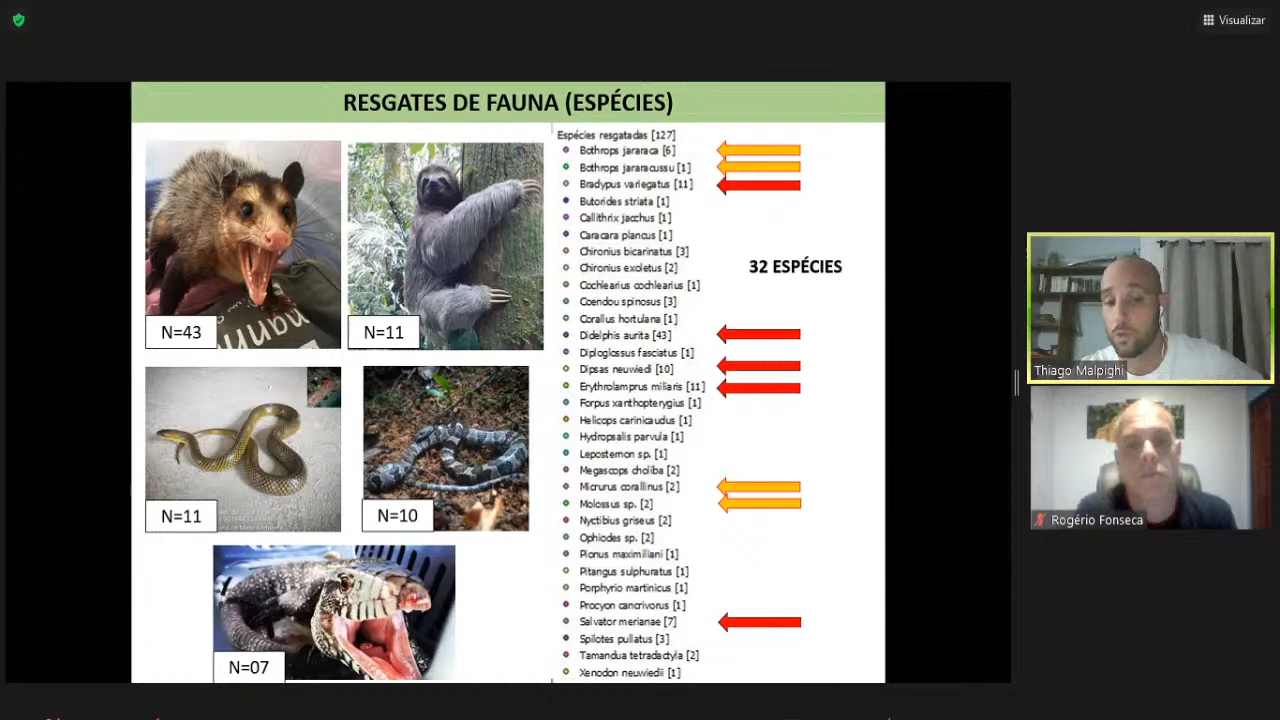 Visualizar
RESGATES DE FAUNA (ESPÉCIES)
N=43
N=11
N=11
N=10
N=07
Espécies resgatadas [127]
Bothrops jararaca [6]
Bothrops jararacussu [1]
Bradypus variegatus [11]
Butorides striata [1]
Callithrix jacchus [1]
Caracara plancus [1]
Chironius bicarinatus [3]
Chironius exoletus [2]
Cochlearius cochlearius [1]
Coendou spinosus [3]
Corallus hortulana [1]
Didelphis aurita [43]
Diploglossus fasciatus [1]
Dipsas neuwiedi [10]
Erythrolamprus miliaris [11]
Forpus xanthopterygius [1]
Helicops carinicaudus [1]
Hydropsalis parvula [1]
Leposternon sp. [1]
Megascops choliba [2]
Micrurus corallinus [2]
Molossus sp. [2]
Nyctibius griseus [2]
Ophiodes sp. [2]
Pionus maximiliani [1]
Pitangus sulphuratus [1]
Porphyrio martinicus [1]
Procyon cancrivorus [1]
Salvator merianae [7]
Spilotes pullatus [3]
Tamandua tetradactyla [2]
Xenodon neuwiedii [1]
32 ESPÉCIES
Thiago Malpighi
Rogério Fonseca